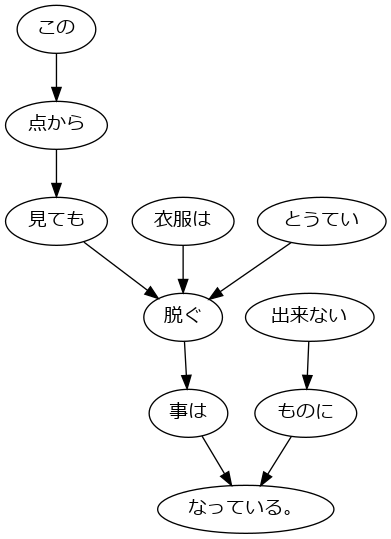 この
点から
見ても
衣服は
とうてい
脱ぐ
出来ない
事は
ものに
なっている。